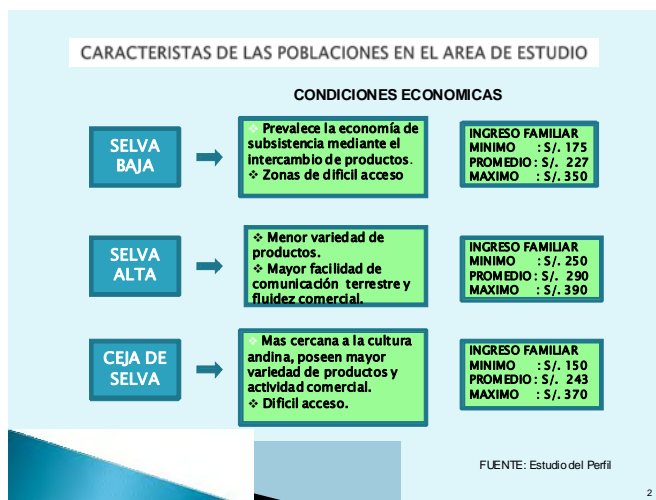 CARACTERISTAS DE LAS POBLACIONES EN EL AREA DE ESTUDIO
CONDICIONES ECONOMICAS
SELVA
BAJA
❖ Prevalece la economía de
subsistencia mediante el
intercambio de productos.
❖ Zonas de dificil acceso
INGRESO FAMILIAR
MINIMO : S/. 175
PROMEDIO : S/. 227
MAXIMO : S/. 350
SELVA
ALTA
❖ Menor variedad de
productos.
❖ Mayor facilidad de
comunicación terrestre y
fluidez comercial.
INGRESO FAMILIAR
MINIMO : S/. 250
PROMEDIO : S/. 290
MAXIMO : S/. 390
CEJA DE
SELVA
❖ Mas cercana a la cultura
andina, poseen mayor
variedad de productos y
actividad comercial.
❖ Dificil acceso.
INGRESO FAMILIAR
MINIMO : S/. 150
PROMEDIO : S/. 243
MAXIMO : S/. 370
FUENTE: Estudio del Perfil
2